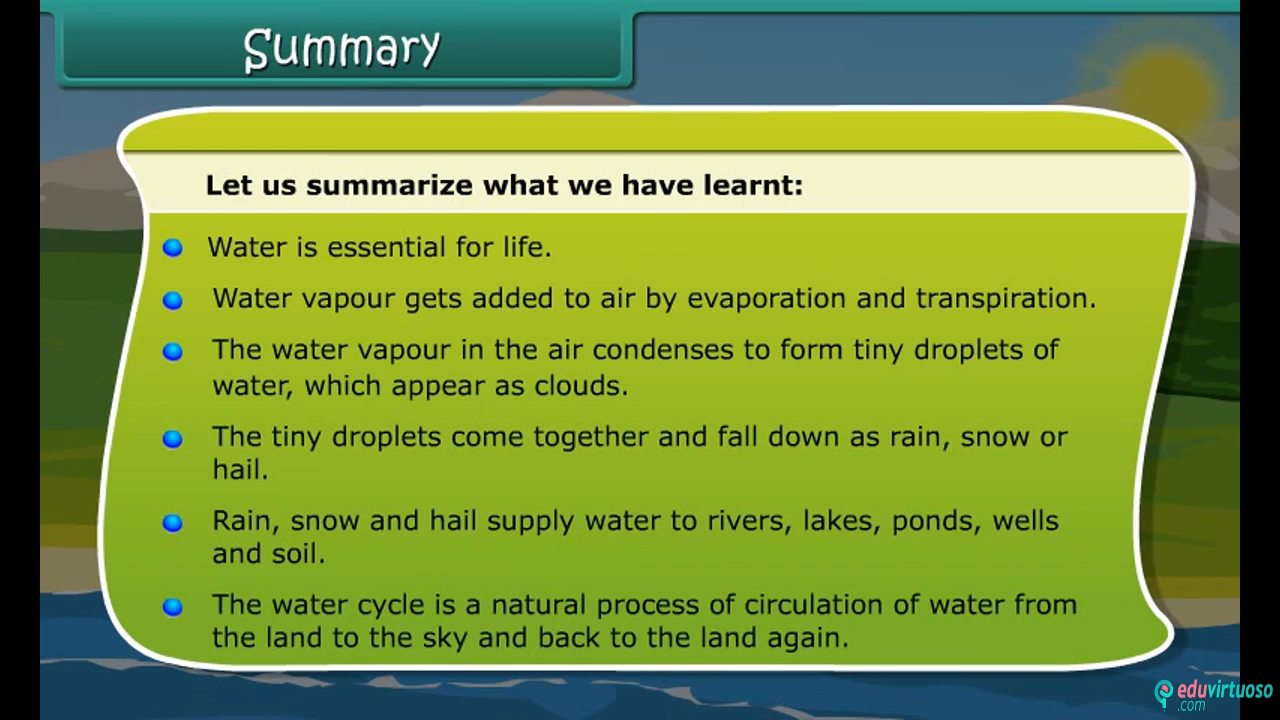 Summary
Let us summarize what we have learnt:
Water is essential for life.
Water vapour gets added to air by evaporation and transpiration.
The water vapour in the air condenses to form tiny droplets of
water, which appear as clouds.
The tiny droplets come together and fall down as rain, snow or
hail.
Rain, snow and hail supply water to rivers, lakes, ponds, wells
and soil.
The water cycle is a natural process of circulation of water from
the land to the sky and back to the land again.
eduvirtuoso
.com